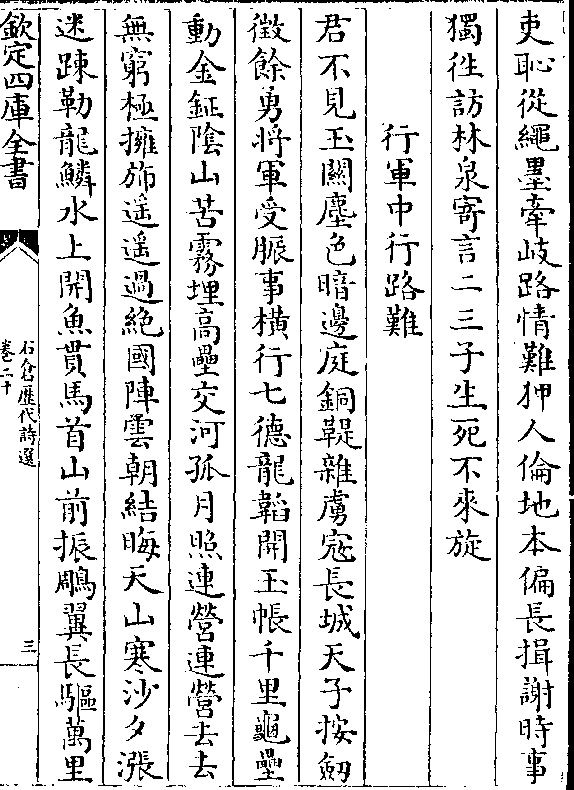 吏恥從繩墨牽岐路情難狎人倫地本偏長揖謝時事
獨往訪林泉寄言二三子生死不來旋
行軍中行路難
君不見玉關塵色暗邊庭銅鞮雜虜寇長城天子按劒
徵餘勇將軍受脤事橫行七德龍韜開玉帳千里鼉壘
動金鉦陰山苦霧埋高壘交河孤月照連營連營去去
無窮極擁斾遥遥過絶國陣雲朝結晦天山寒沙夕漲
迷踈勒龍鱗水上開魚貫馬首山前振鵰翼長驅萬里
欽定四庫全書
石倉歷代詩選
卷二十
三